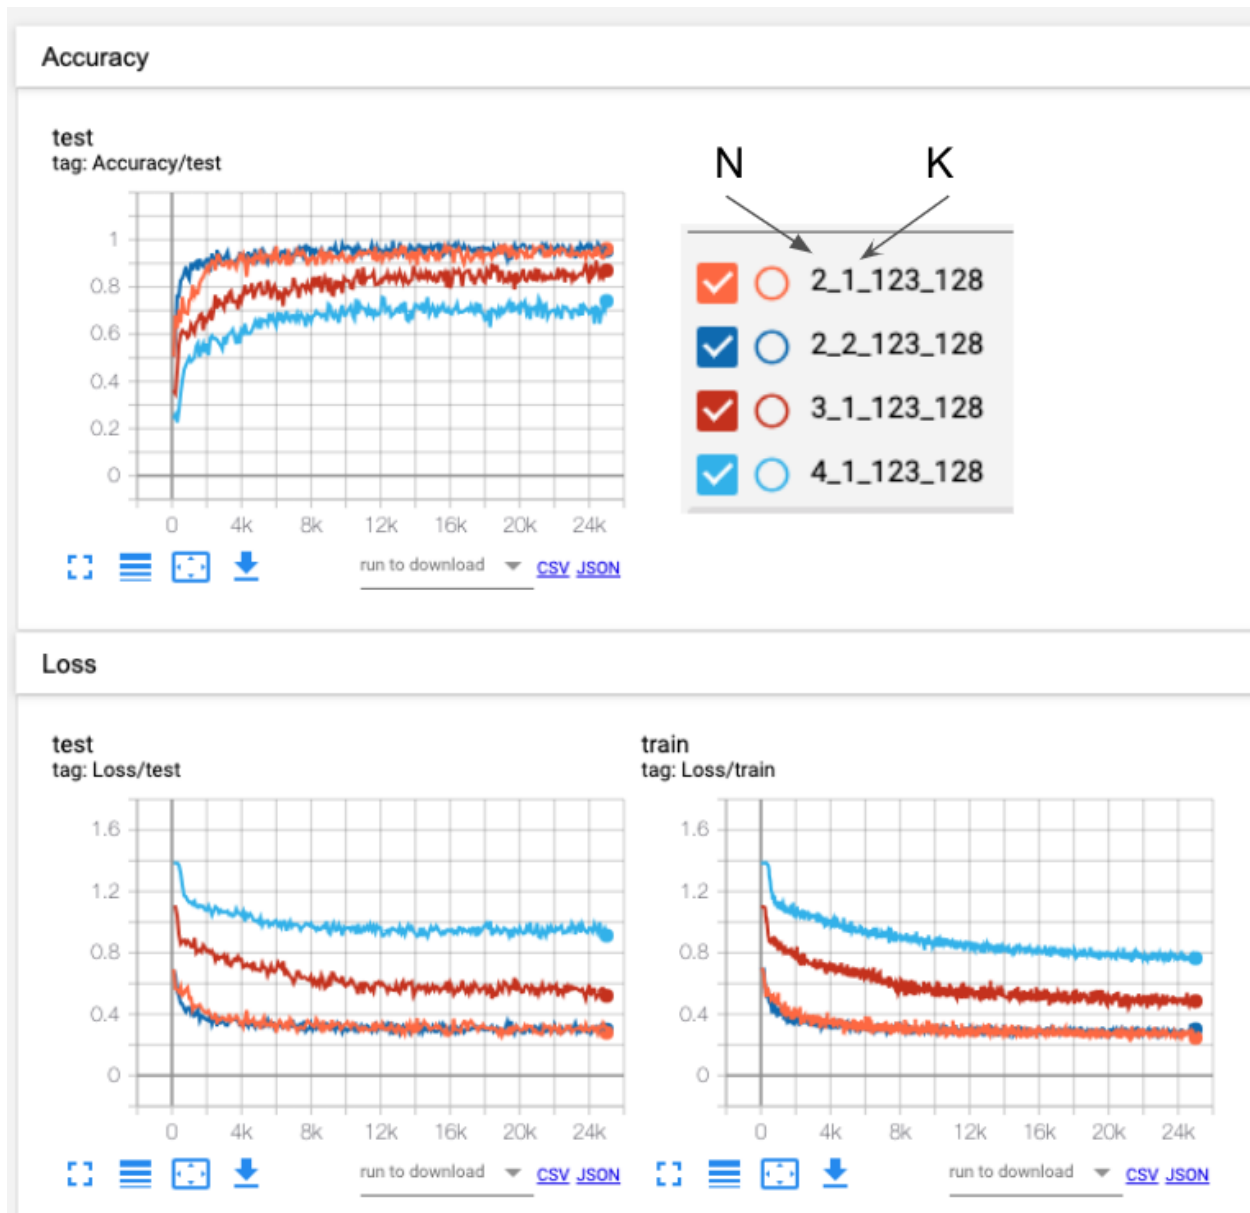 Accuracy
test
tag: Accuracy/test
N K
1
0.8
0.6
0.4
0.2
0
0 4k 8k 12k 16k 20k 24k
2_1_123_128
2_2_123_128
3_1_123_128
4_1_123_128
run to download CSV JSON
Loss
test
tag: Loss/test
1.6
1.2
0.8
0.4
0
0 4k 8k 12k 16k 20k 24k
run to download CSV JSON
train
tag: Loss/train
1.6
1.2
0.8
0.4
0
0 4k 8k 12k 16k 20k 24k
run to download CSV JSON